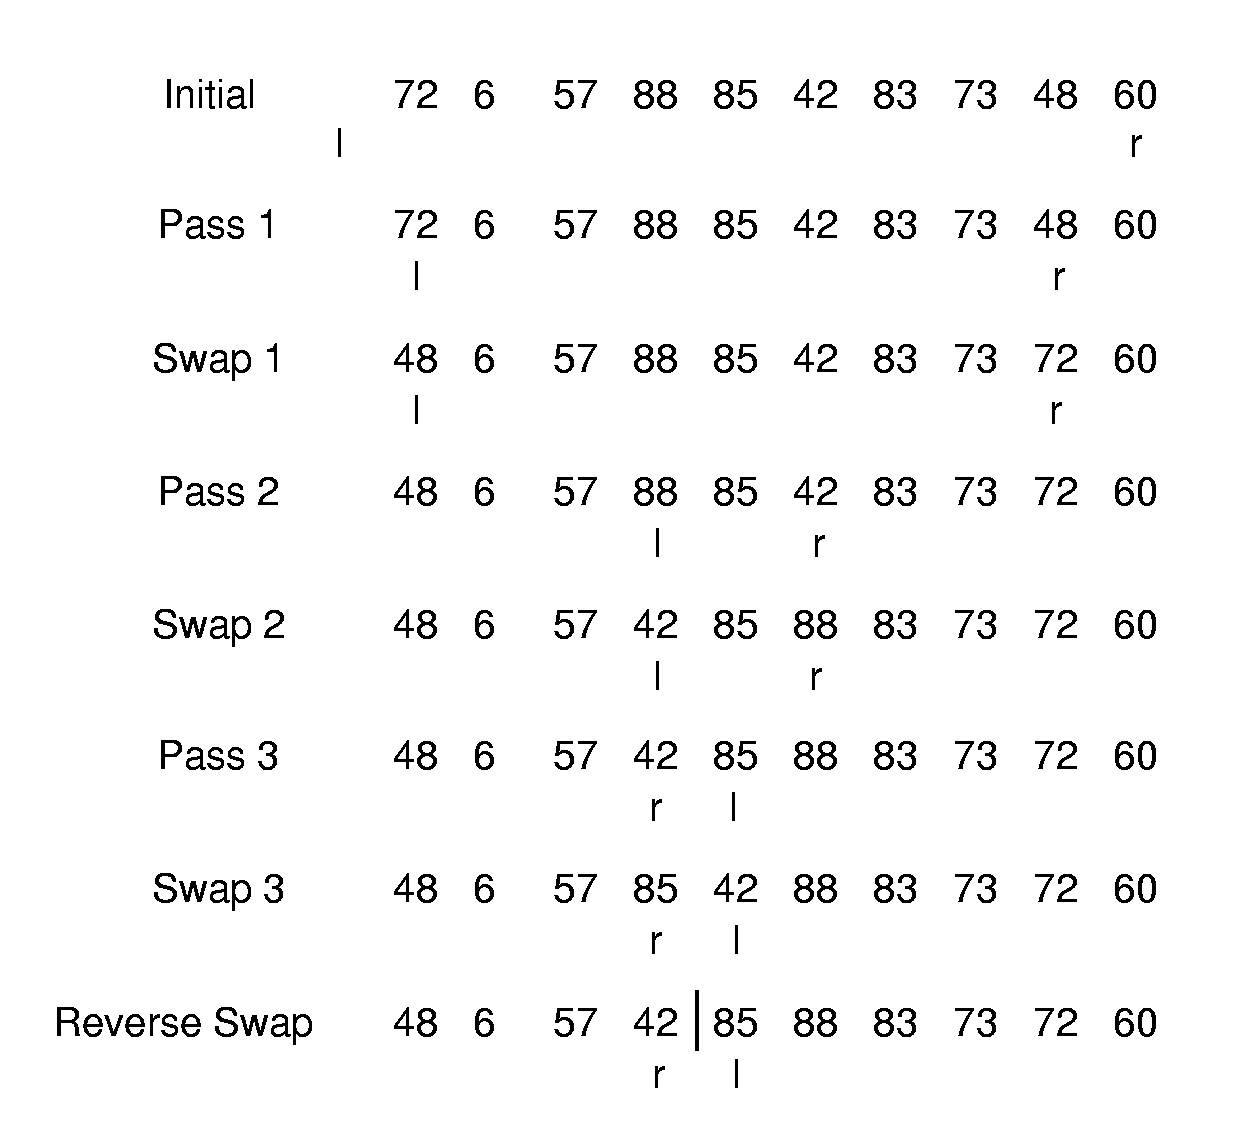 Initial 72 6 57 88 85 42 83 73 48 60
l r
Pass 1 72 6 57 88 85 42 83 73 48 60
l r
Swap 1 48 6 57 88 85 42 83 73 72 60
l r
Pass 2 48 6 57 88 85 42 83 73 72 60
l r
Swap 2 48 6 57 42 85 88 83 73 72 60
l r
Pass 3 48 6 57 42 85 88 83 73 72 60
r l
Swap 3 48 6 57 85 42 88 83 73 72 60
r l
Reverse Swap 48 6 57 42 85 88 83 73 72 60
r l